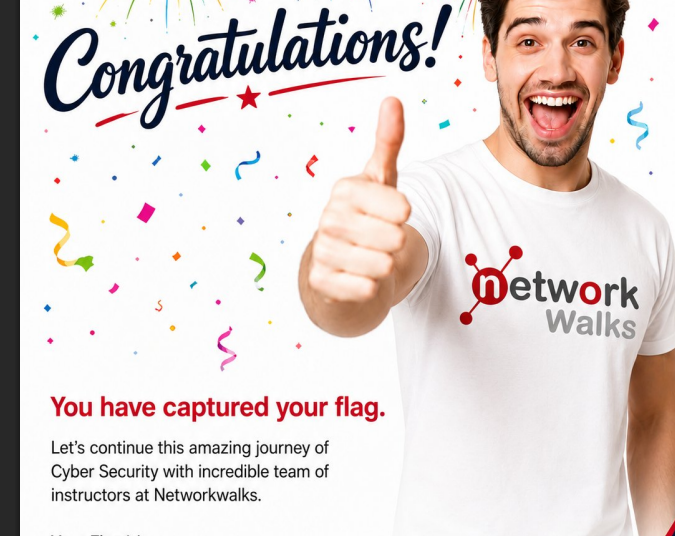 Congratulations!
network
Walks
You have captured your flag.
Let's continue this amazing journey of
Cyber Security with incredible team of
instructors at Networkwalks.